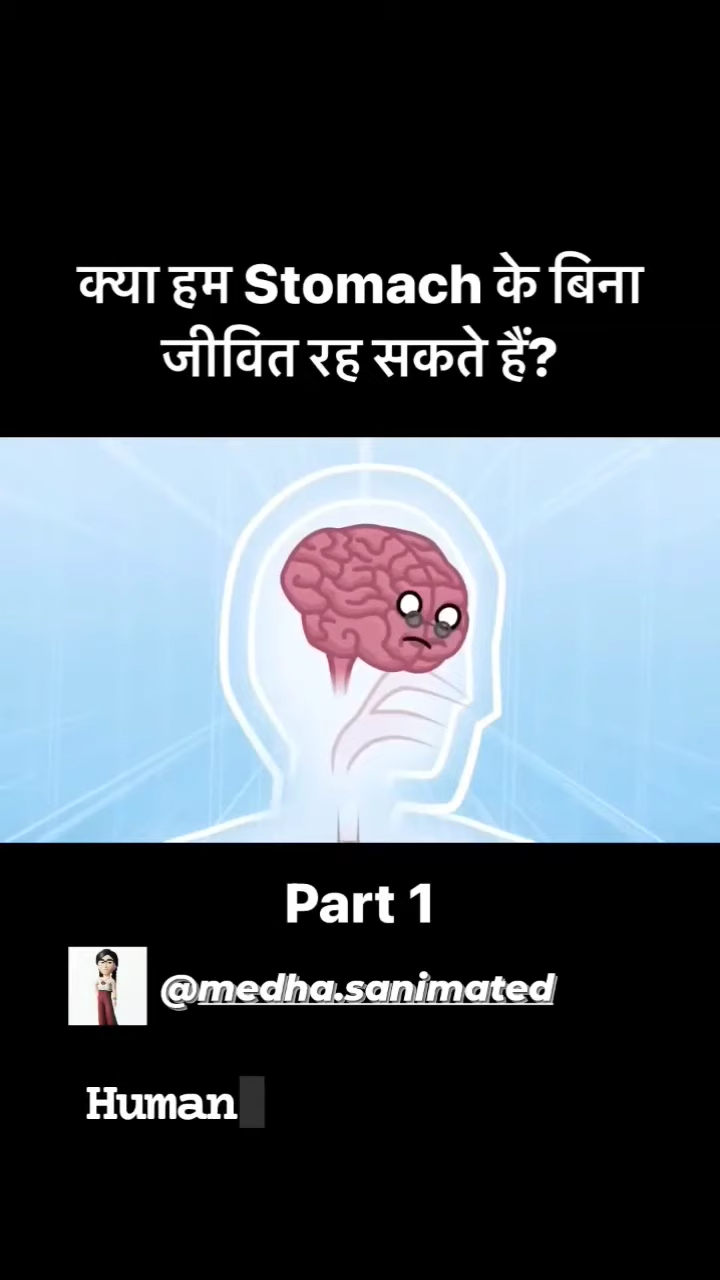 क्या हम Stomach के बिना
जीवित रह सकते हैं?
Part 1
@medha.sanimated
Human